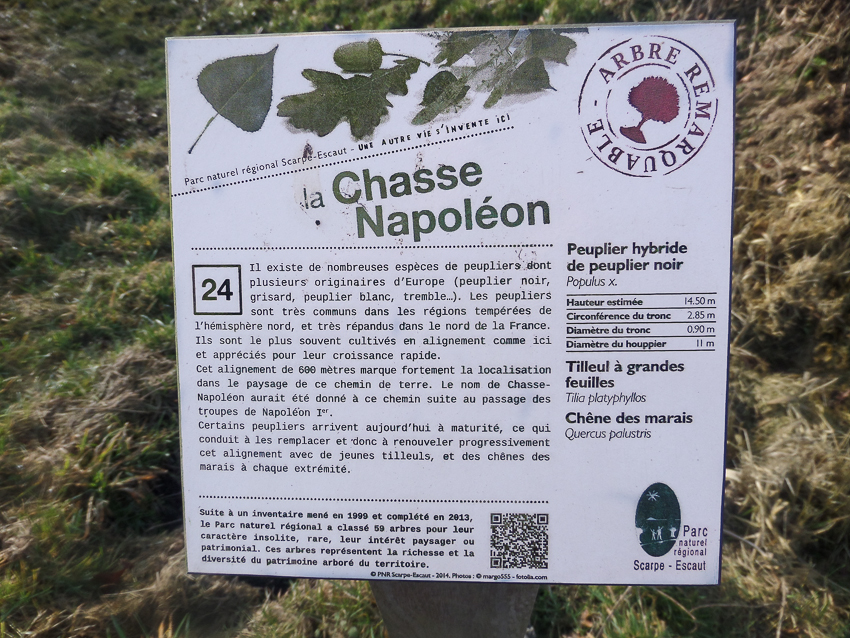 Parc naturel régional Scarpe-Escaut - UNE AUTRE VIE S'INVENTE ICI
ARBRE REMARQUABLE
la Chasse
Napoléon
24
Il existe de nombreuses espèces de peupliers dont
plusieurs originaires d'Europe (peuplier noir,
grisard, peuplier blanc, tremble…). Les peupliers
sont très communs dans les régions tempérées de
l'hémisphère nord, et très répandus dans le nord de la France.
Ils sont le plus souvent cultivés en alignement comme ici
et appréciés pour leur croissance rapide.
Cet alignement de 600 mètres marque fortement la localisation
dans le paysage de ce chemin de terre. Le nom de Chasse-
Napoléon aurait été donné à ce chemin suite au passage des
troupes de Napoléon Ier.
Certains peupliers arrivent aujourd'hui à maturité, ce qui
conduit à les remplacer et donc à renouveler progressivement
cet alignement avec de jeunes tilleuls, et des chênes des
marais à chaque extrémité.
Suite à un inventaire mené en 1999 et complété en 2013,
le Parc naturel régional a classé 59 arbres pour leur
caractère insolite, rare, leur intérêt paysager ou
patrimonial. Ces arbres représentent la richesse et la
diversité du patrimoine arboré du territoire.
© PNR Scarpe-Escaut - 2014. Photos : © margo555 - fotolia.com
Peuplier hybride
de peuplier noir
Populus x.
Hauteur estimée 14.50 m
Circonférence du tronc 2.85 m
Diamètre du tronc 0.90 m
Diamètre du houppier 11 m
Tilleul à grandes
feuilles
Tilia platyphyllos
Chêne des marais
Quercus palustris
Parc
naturel
régional
Scarpe - Escaut